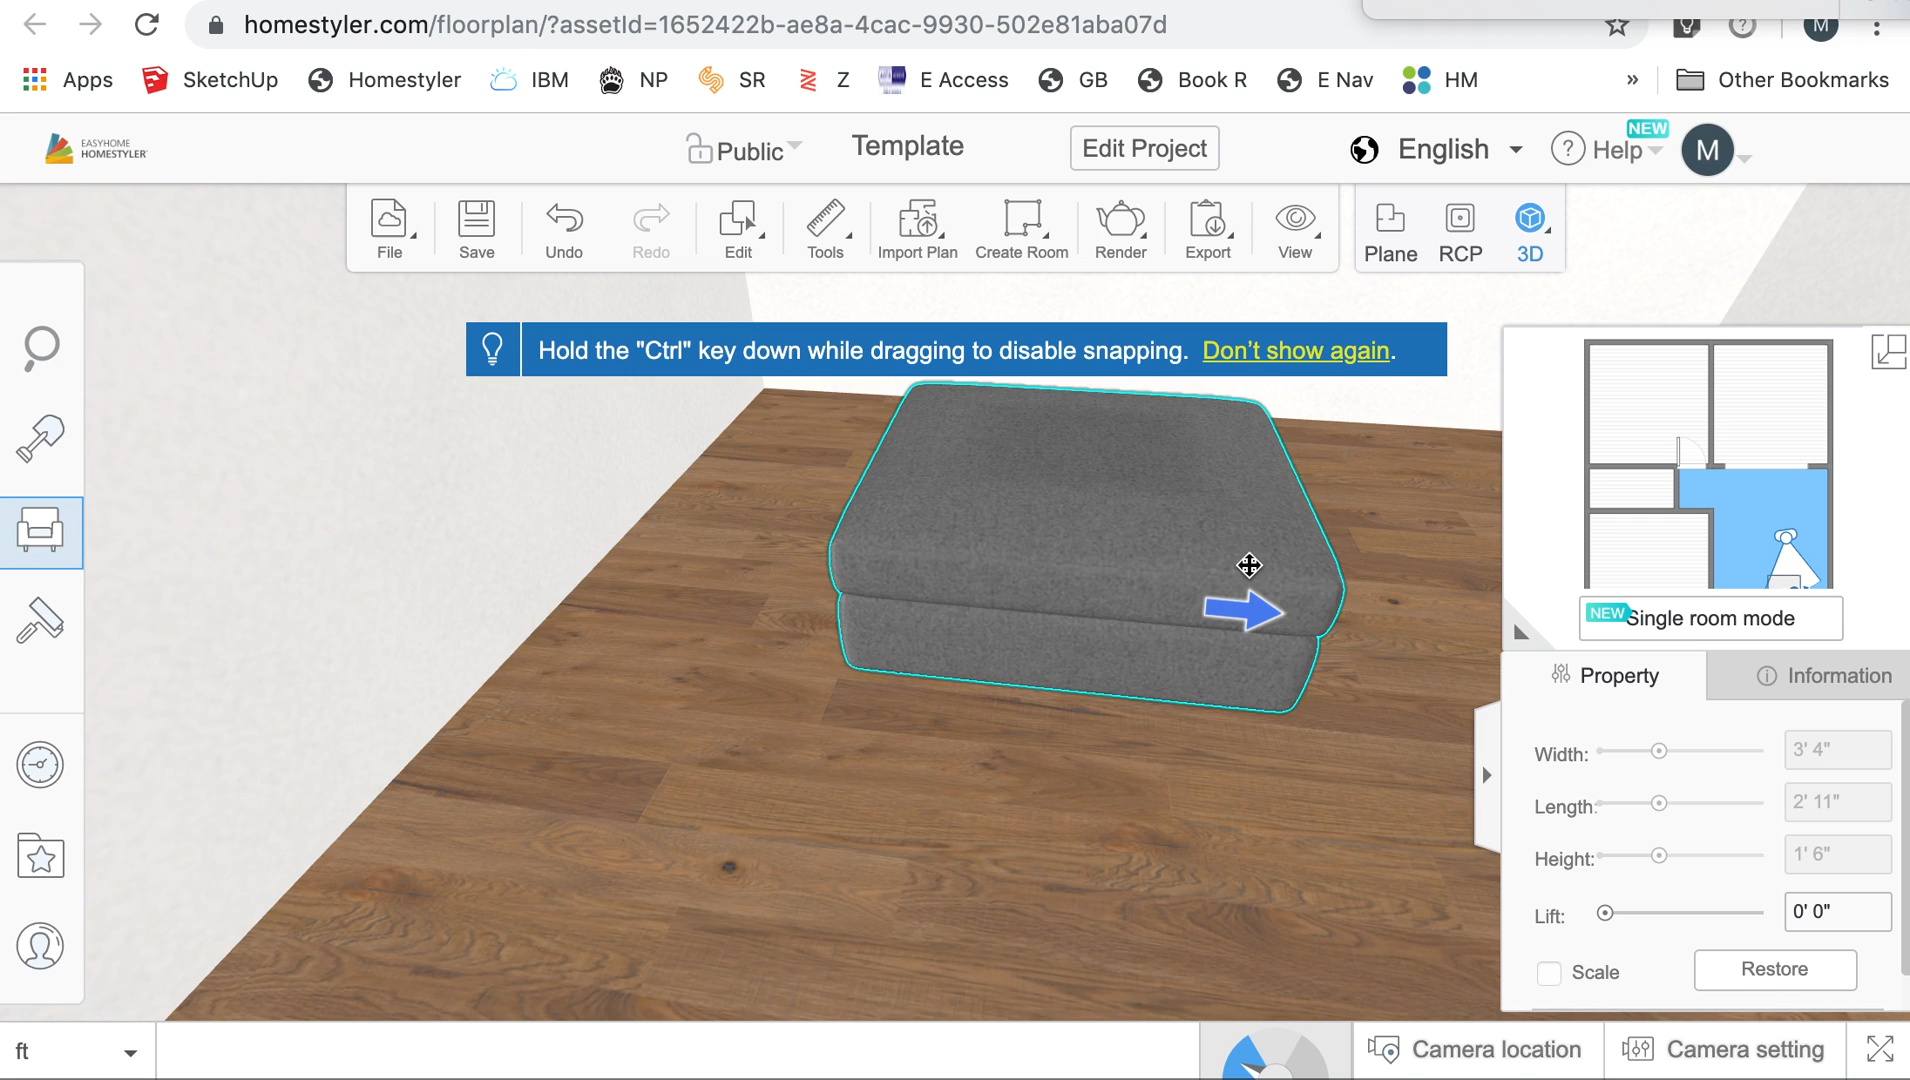 homestyler.com/floorplan/?assetId=1652422b-ae8a-4cac-9930-502e81aba07d
M
Apps SketchUp Homestyler IBM NP SR Z E Access GB Book R E Nav HM » Other Bookmarks
EASYHOME
HOMESTYLER
Public Template Edit Project English ? Help NEW M
File Save Undo Redo Edit Tools Import Plan Create Room Render Export View Plane RCP 3D
Hold the "Ctrl" key down while dragging to disable snapping. Don't show again.
NEW Single room mode
Property Information
Width: 3' 4"
Length: 2' 11"
Height: 1' 6"
Lift: 0' 0"
Scale Restore
ft Camera location Camera setting